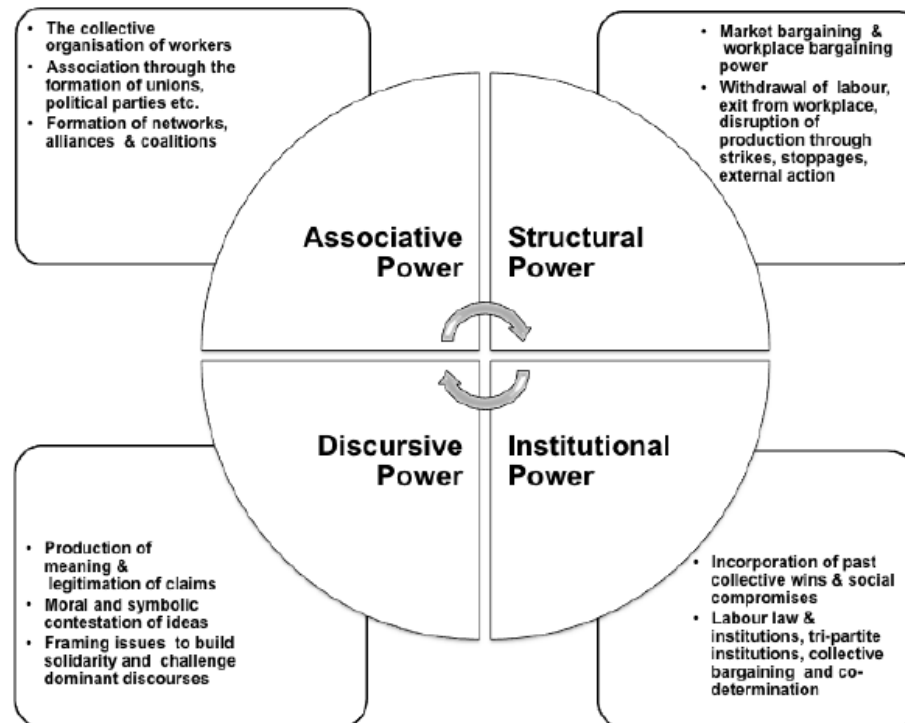 • The collective
organisation of workers
• Association through the
formation of unions,
political parties etc.
• Formation of networks,
alliances & coalitions
• Market bargaining &
workplace bargaining
power
• Withdrawal of labour,
exit from workplace,
disruption of
production through
strikes, stoppages,
external action
Associative
Power
Structural
Power
Discursive
Power
Institutional
Power
• Production of
meaning &
legitimation of claims
• Moral and symbolic
contestation of ideas
• Framing issues to build
solidarity and challenge
dominant discourses
• Incorporation of past
collective wins & social
compromises
• Labour law &
institutions, tri-partite
institutions, collective
bargaining and co-
determination